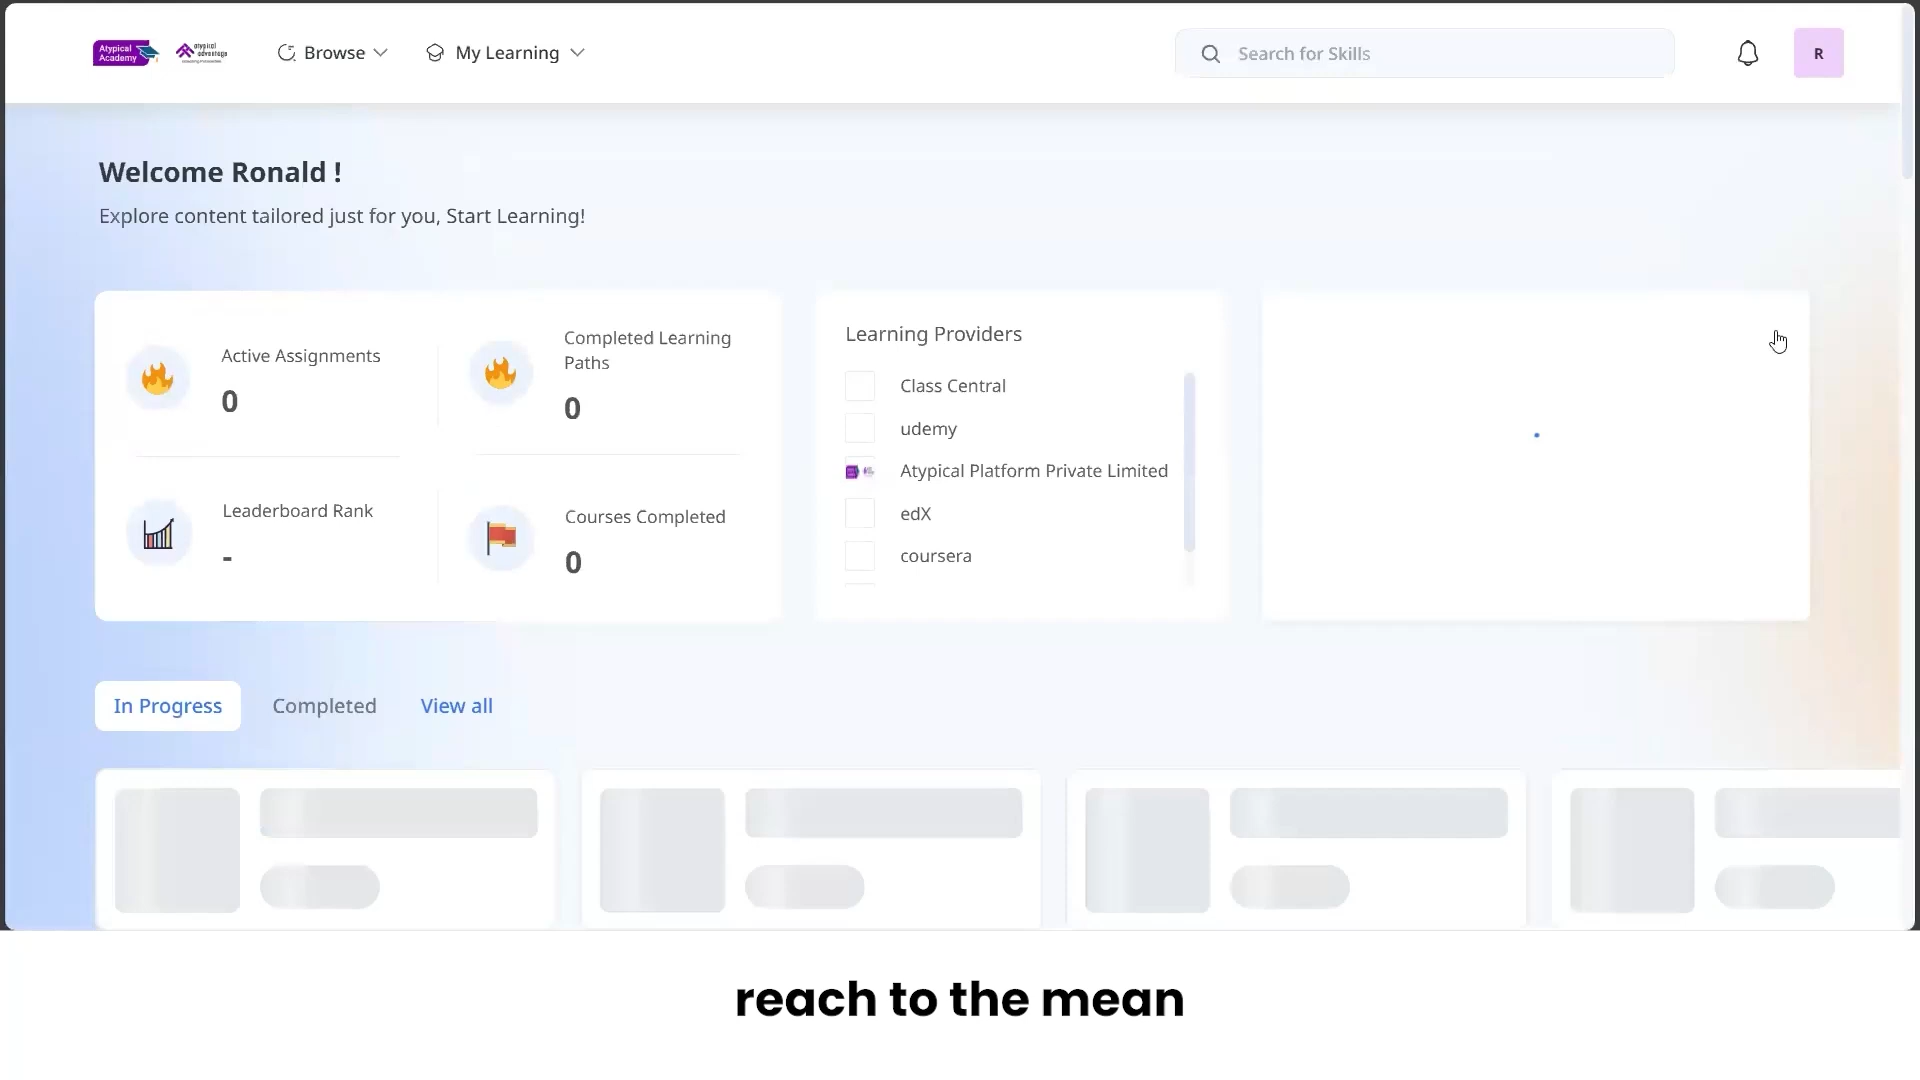 Atypical
Academy
atypical
advantage
Browse
My Learning
Search for Skills
R
Welcome Ronald !
Explore content tailored just for you, Start Learning!
Active Assignments
0
Completed Learning
Paths
0
Leaderboard Rank
-
Courses Completed
0
Learning Providers
Class Central
udemy
Atypical Platform Private Limited
edX
coursera
In Progress
Completed
View all
reach to the mean